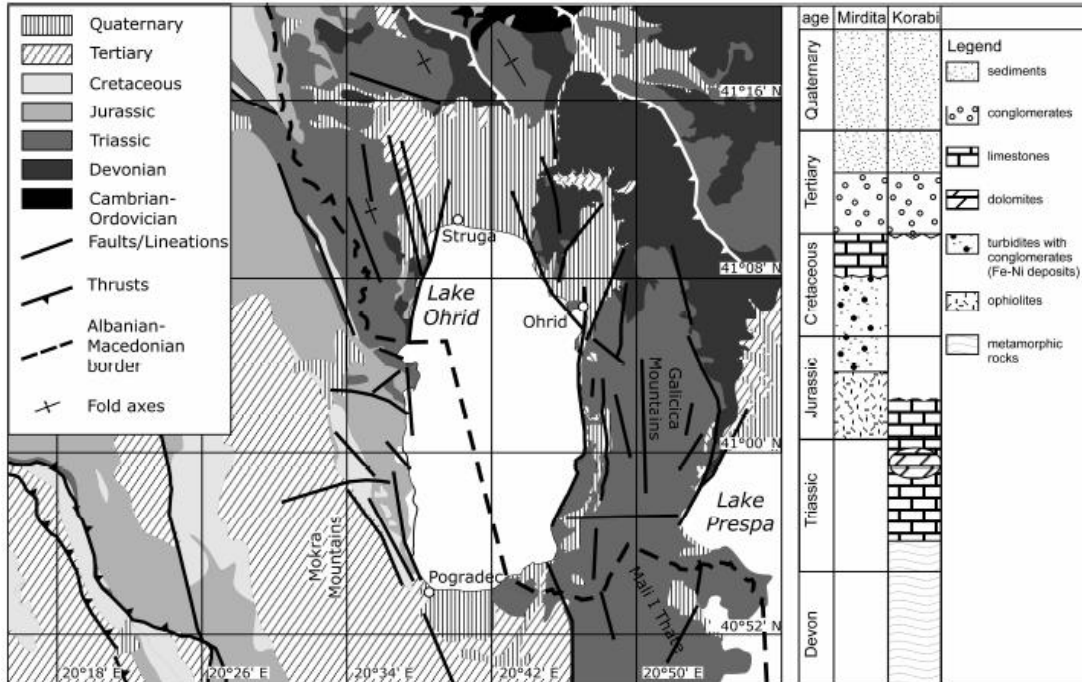 Quaternary
Tertiary
Cretaceous
Jurassic
Triassic
Devonian
Cambrian-
Ordovician
Faults/Lineations
Thrusts
Albanian-
Macedonian
border
Fold axes
41°16' N
41°08' N
41°00' N
40°52' N
20°18' E
20°26' E
20°34' E
20°42' E
20°50' E
Struga
Lake
Ohrid
Ohrid
Galicica
Mountains
Lake
Prespa
Mokra
Mountains
Pogradec
Mali I Thate
age
Mirdita
Korabi
Quaternary
Tertiary
Cretaceous
Jurassic
Triassic
Devon
Legend
sediments
conglomerates
limestones
dolomites
turbidites with
conglomerates
(Fe-Ni deposits)
ophiolites
metamorphic
rocks